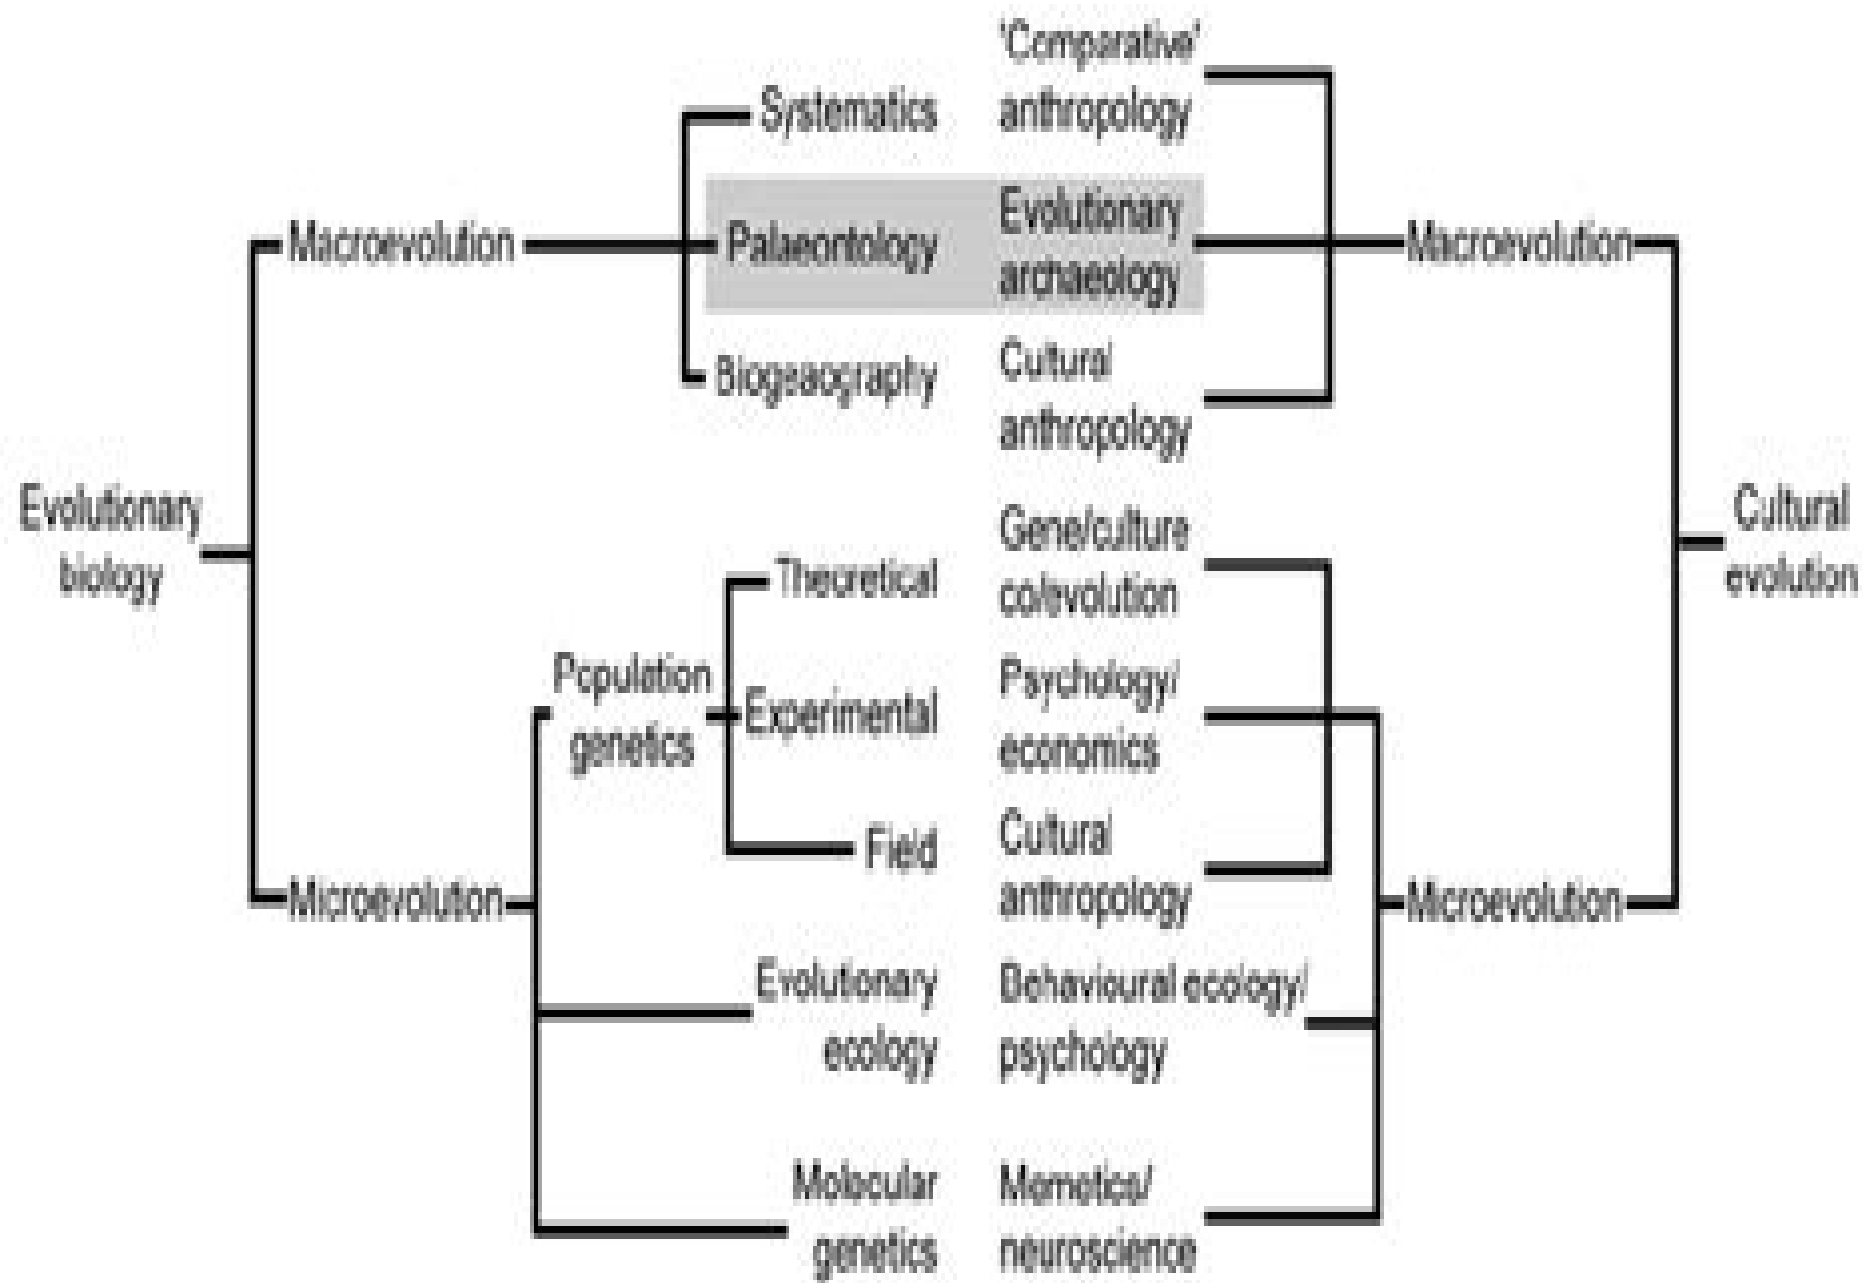 'Comparative'
anthropology
Systematics
Evolutionary
archaeology
Palaeontology
Macroevolution
Macroevolution
Biogeaography
Cultural
anthropology
Evolutionary
biology
Cultural
evolution
Gene/culture
co/evolution
Theoretical
Population
genetics
Experimental
Psychology/
economics
Field
Cultural
anthropology
Microevolution
Microevolution
Evolutionary
ecology
Behavioural ecology/
psychology
Molecular
genetics
Memetics/
neuroscience